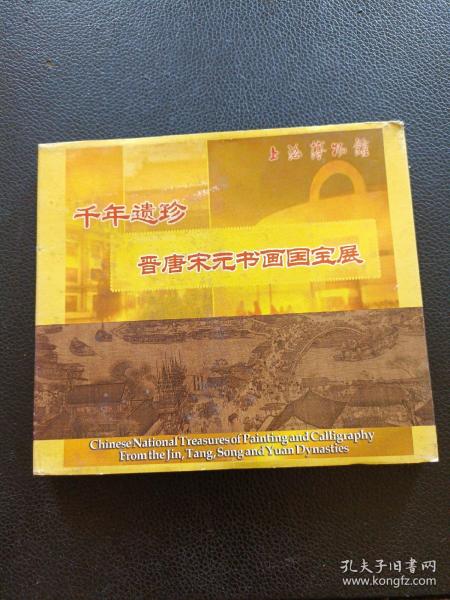 上海博物館
千年遗珍
晋唐宋元书画国宝展
Chinese National Treasures of Painting and Calligraphy
From the Jin, Tang, Song and Yuan Dynasties
孔夫子旧书网
www.kongfz.com